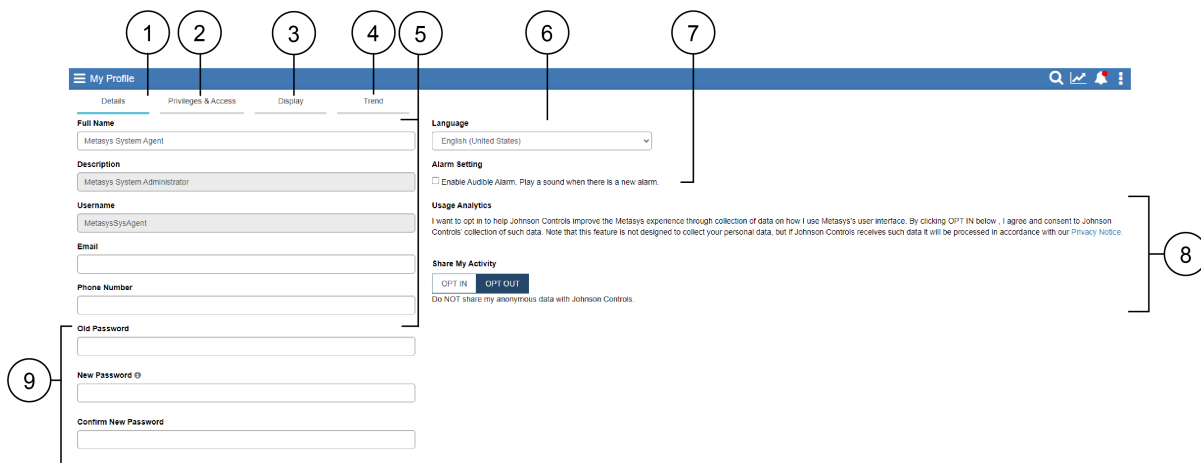 1 2 3 4 5 6 7
My Profile
Details Privileges & Access Display Trend
Full Name
Metasys System Agent
Description
Metasys System Administrator
Username
MetasysSysAgent
Email
Phone Number
Old Password
New Password
Confirm New Password
9
Language
English (United States)
Alarm Setting
Enable Audible Alarm. Play a sound when there is a new alarm.
Usage Analytics
I want to opt in to help Johnson Controls improve the Metasys experience through collection of data on how I use Metasys's user interface. By clicking OPT IN below , I agree and consent to Johnson
Controls' collection of such data. Note that this feature is not designed to collect your personal data, but if Johnson Controls receives such data it will be processed in accordance with our Privacy Notice.
Share My Activity
OPT IN OPT OUT
Do NOT share my anonymous data with Johnson Controls.
8